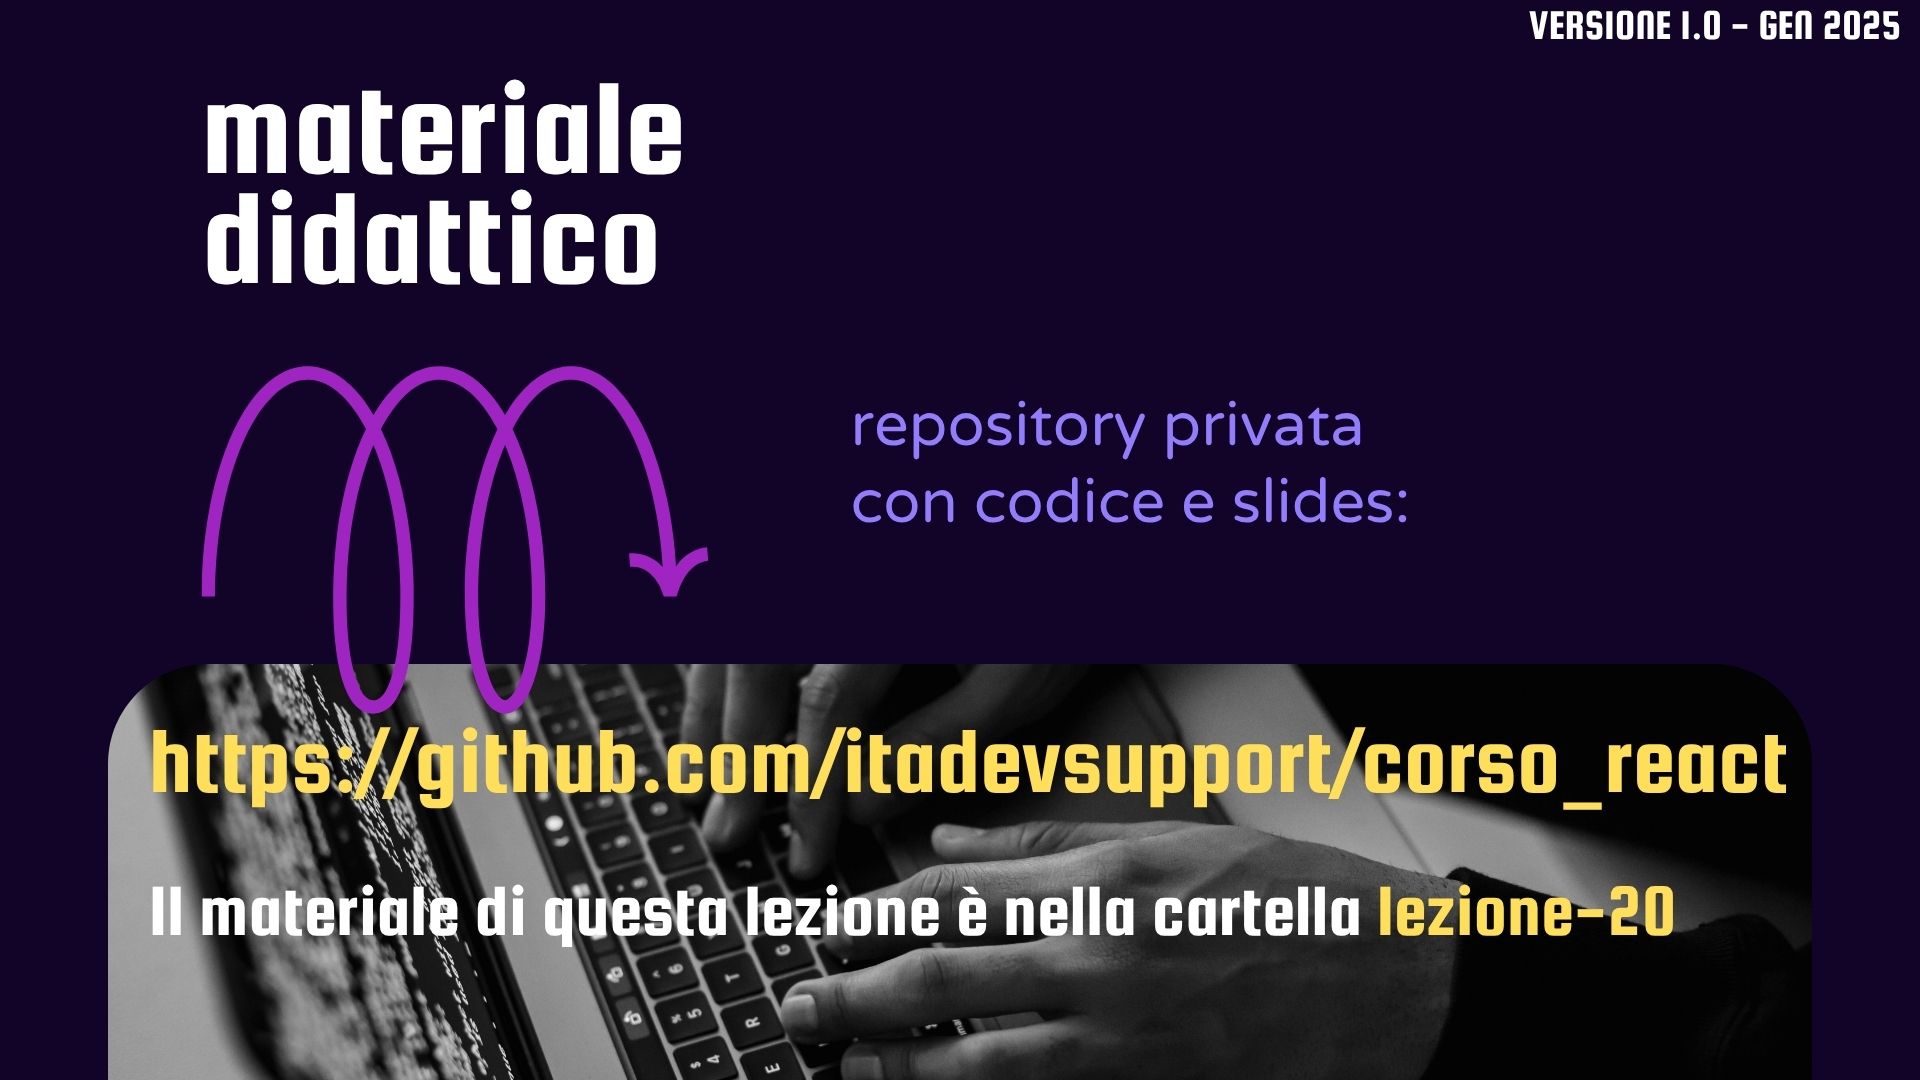 VERSIONE 1.0 - GEN 2025
materiale
didattico
repository privata
con codice e slides:
https://github.com/itadevsupport/corso_react
Il materiale di questa lezione è nella cartella lezione-20